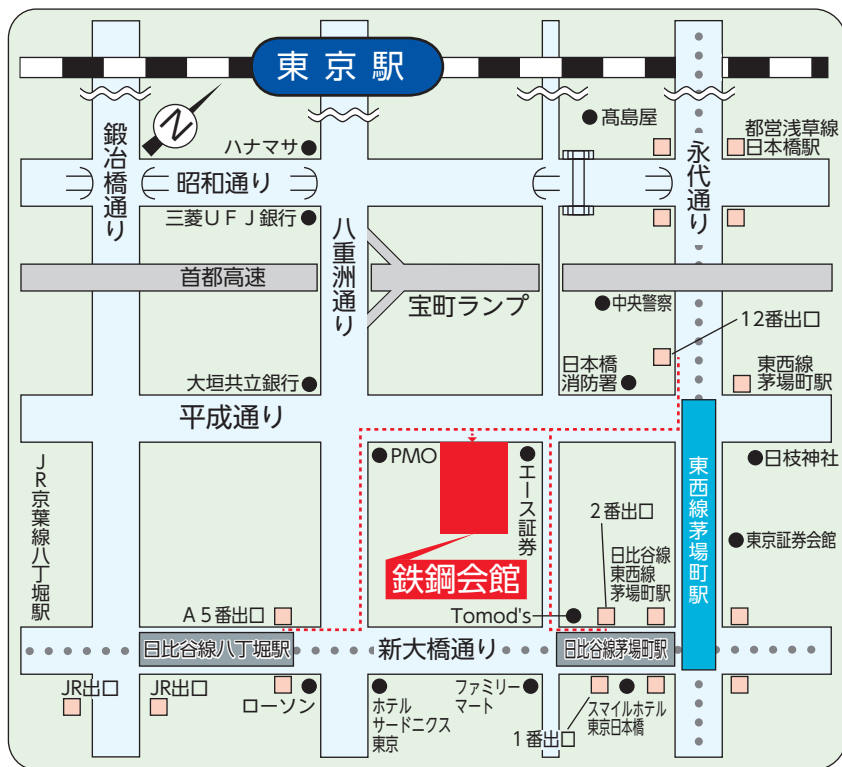 東京駅
N
鍛冶橋通り
ハナマサ
昭和通り
三菱UFJ銀行
八重洲通り
髙島屋
永代通り
都営浅草線
日本橋駅
首都高速
宝町ランプ
中央警察
12番出口
日本橋
消防署
東西線
茅場町駅
大垣共立銀行
平成通り
JR京葉線八丁堀駅
PMO
エース証券
鉄鋼会館
2番出口
日比谷線
東西線
茅場町駅
東西線茅場町駅
日枝神社
東京証券会館
A5番出口
Tomod's
日比谷線八丁堀駅
新大橋通り
日比谷線茅場町駅
JR出口
JR出口
ローソン
ホテル
サードニクス
東京
ファミリー
マート
1番出口
スマイルホテル
東京日本橋